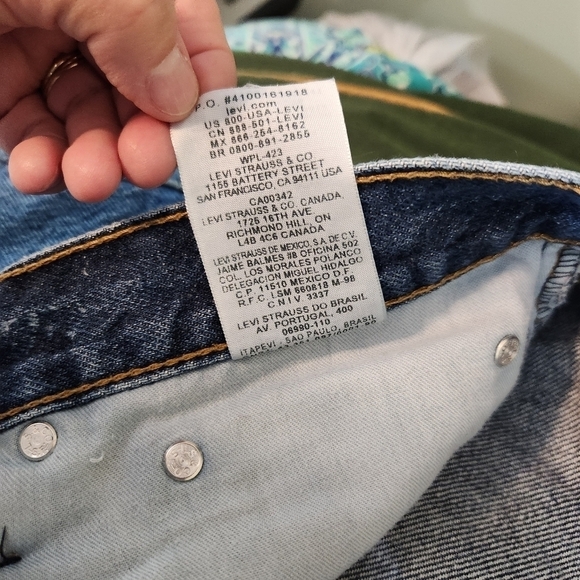 P.O. #4100161918
levi.com
US 800-USA-LEVI
CN 888-501-LEVI
MX 866-254-8162
BR 0800-891-2855
WPL-423
LEVI STRAUSS & CO
1155 BATTERY STREET
SAN FRANCISCO, CA 94111 USA
CA00342
LEVI STRAUSS & CO. CANADA
1725 16TH AVE
RICHMOND HILL, ON
L4B 4C6 CANADA
LEVI STRAUSS DE MEXICO, S.A. DE C.V.
JAIME BALMES #8 OFICINA 502
COL. LOS MORALES POLANCO
DELEGACION MIGUEL HIDALGO
C.P. 11510 MEXICO D.F.
R.F.C. LSM 860818 M-98
C N I V. 3337
LEVI STRAUSS DO BRASIL
AV. PORTUGAL, 400
06990-110
ITAPEVI - SAO PAULO, BRASIL